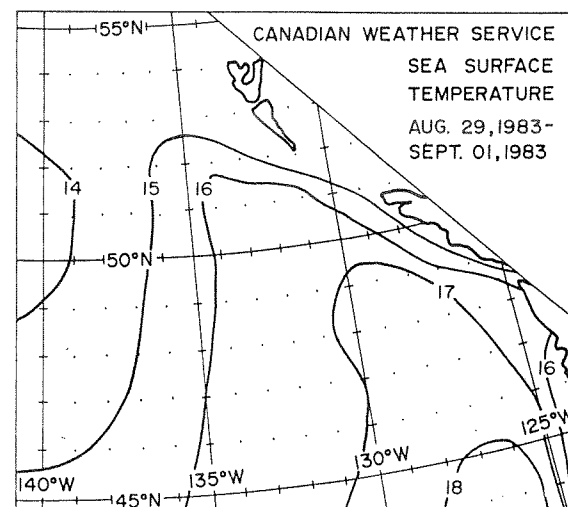 55°N
CANADIAN WEATHER SERVICE
SEA SURFACE
TEMPERATURE
AUG. 29,1983-
SEPT. 01,1983
14
15
16
50°N
17
16
125°W
130°W
135°W
140°W
45°N
18